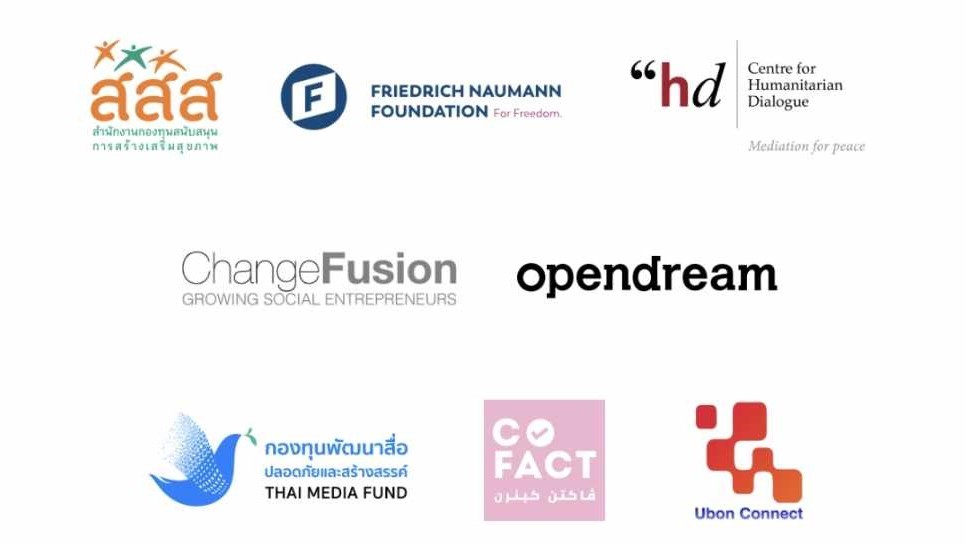 สสส
สำนักงานกองทุนสนับสนุน
การสร้างเสริมสุขภาพ
F
FRIEDRICH NAUMANN
FOUNDATION For Freedom.
“hd
Centre for
Humanitarian
Dialogue
Mediation for peace
ChangeFusion
GROWING SOCIAL ENTREPRENEURS
opendream
กองทุนพัฒนาสื่อ
ปลอดภัยและสร้างสรรค์
THAI MEDIA FUND
CO
FACT
ڤاكتن كبنرن
Ubon Connect